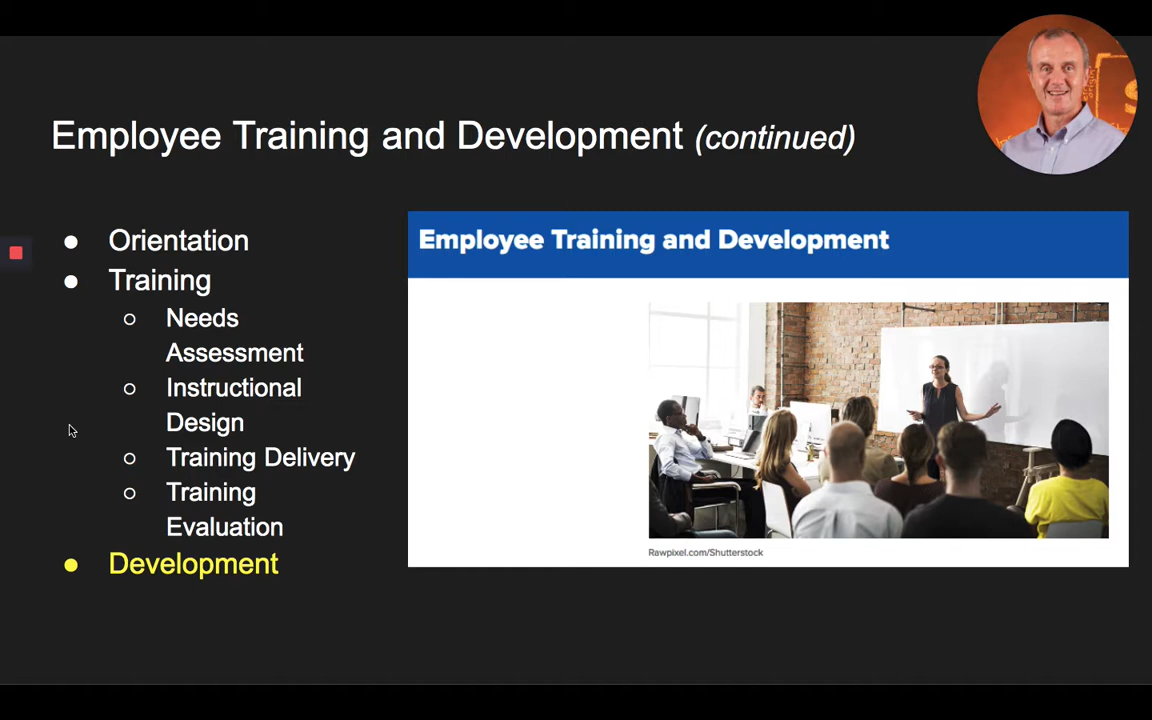 Employee Training and Development (continued)
Orientation
Training
Needs
Assessment
Instructional
Design
Training Delivery
Training
Evaluation
Development
Employee Training and Development
Rawpixel.com/Shutterstock